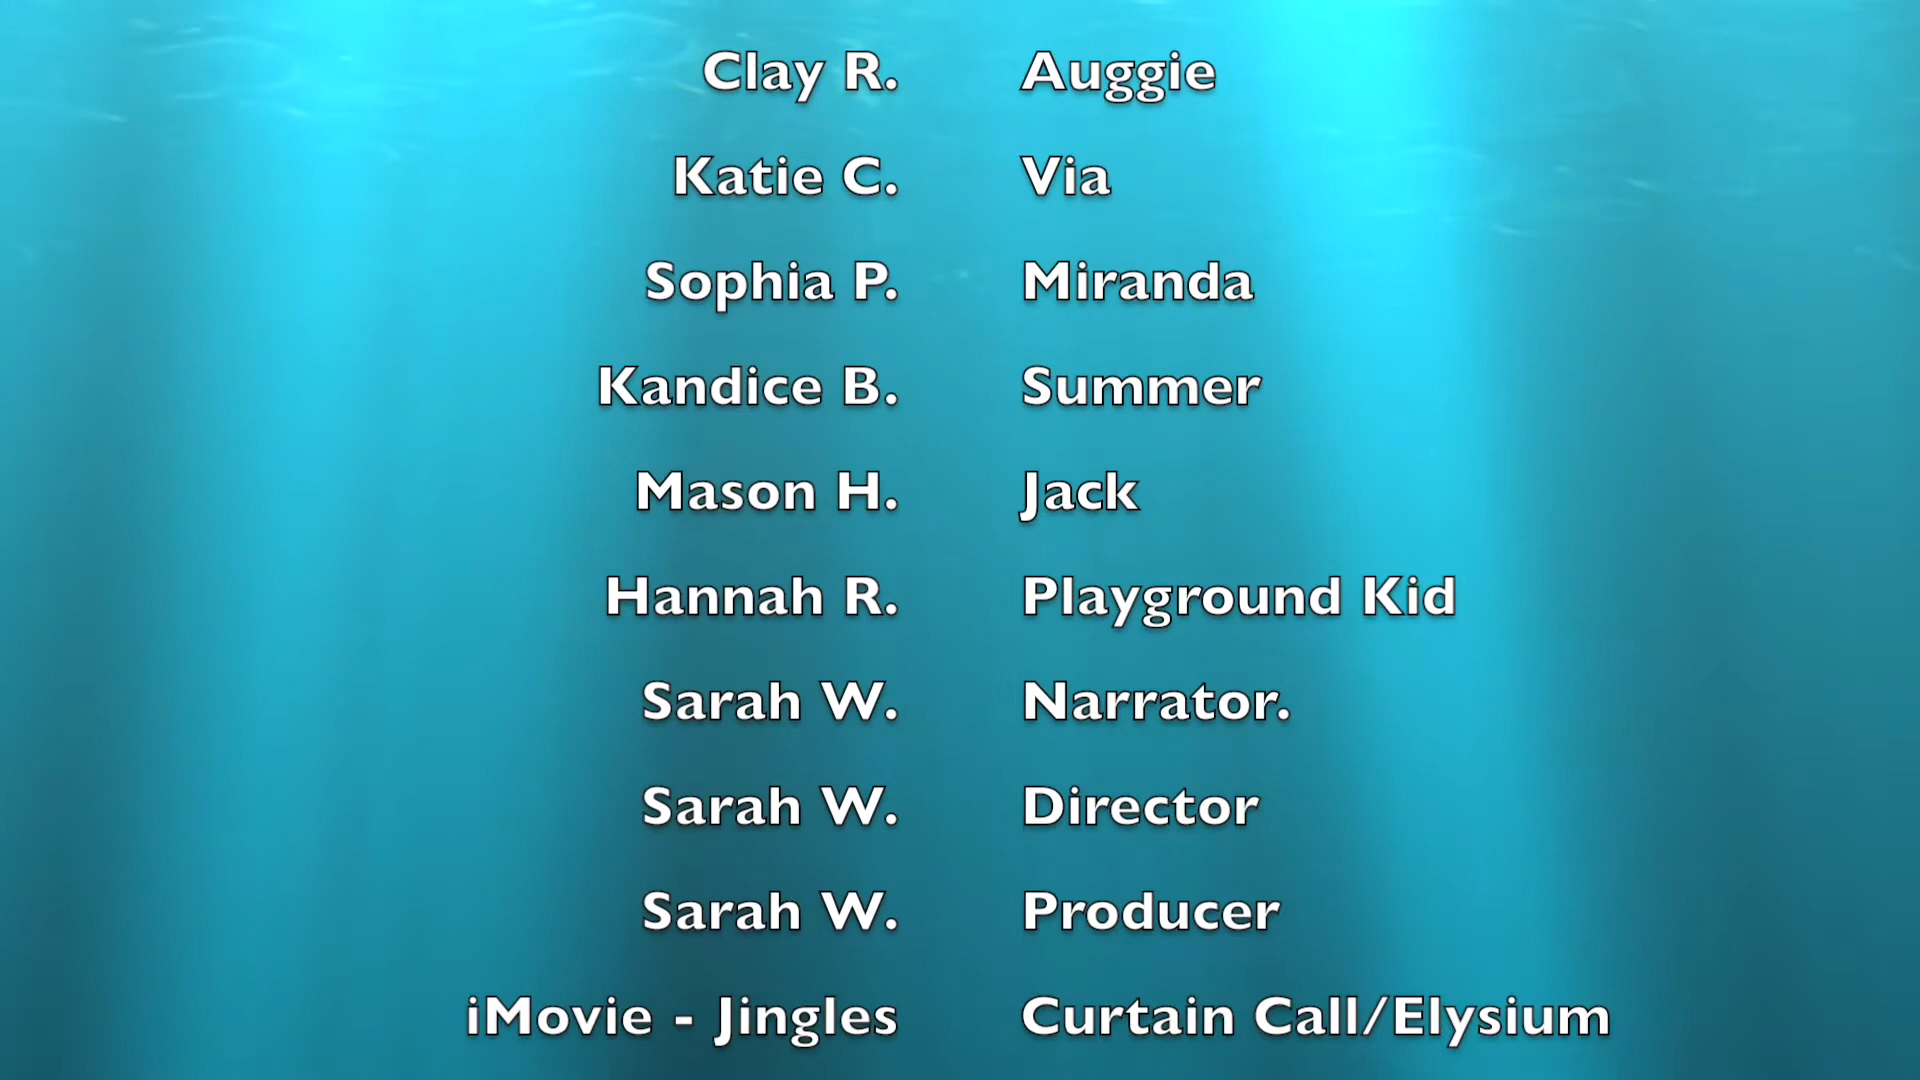 Clay R. Auggie
Katie C. Via
Sophia P. Miranda
Kandice B. Summer
Mason H. Jack
Hannah R. Playground Kid
Sarah W. Narrator.
Sarah W. Director
Sarah W. Producer
iMovie - Jingles Curtain Call/Elysium